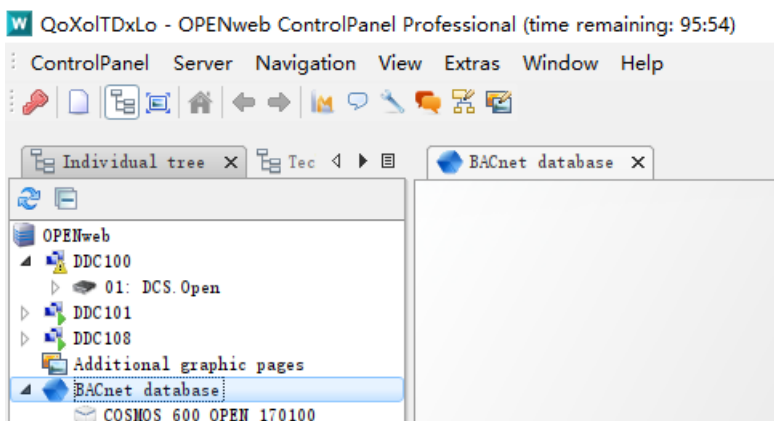 W QoXolTDxLo - OPENweb ControlPanel Professional (time remaining: 95:54)
ControlPanel Server Navigation View Extras Window Help
Individual tree X Tec BACnet database X
OPENweb
DDC100
01: DCS.Open
DDC101
DDC108
Additional graphic pages
BACnet database
COSMOS 600 OPEN 170100